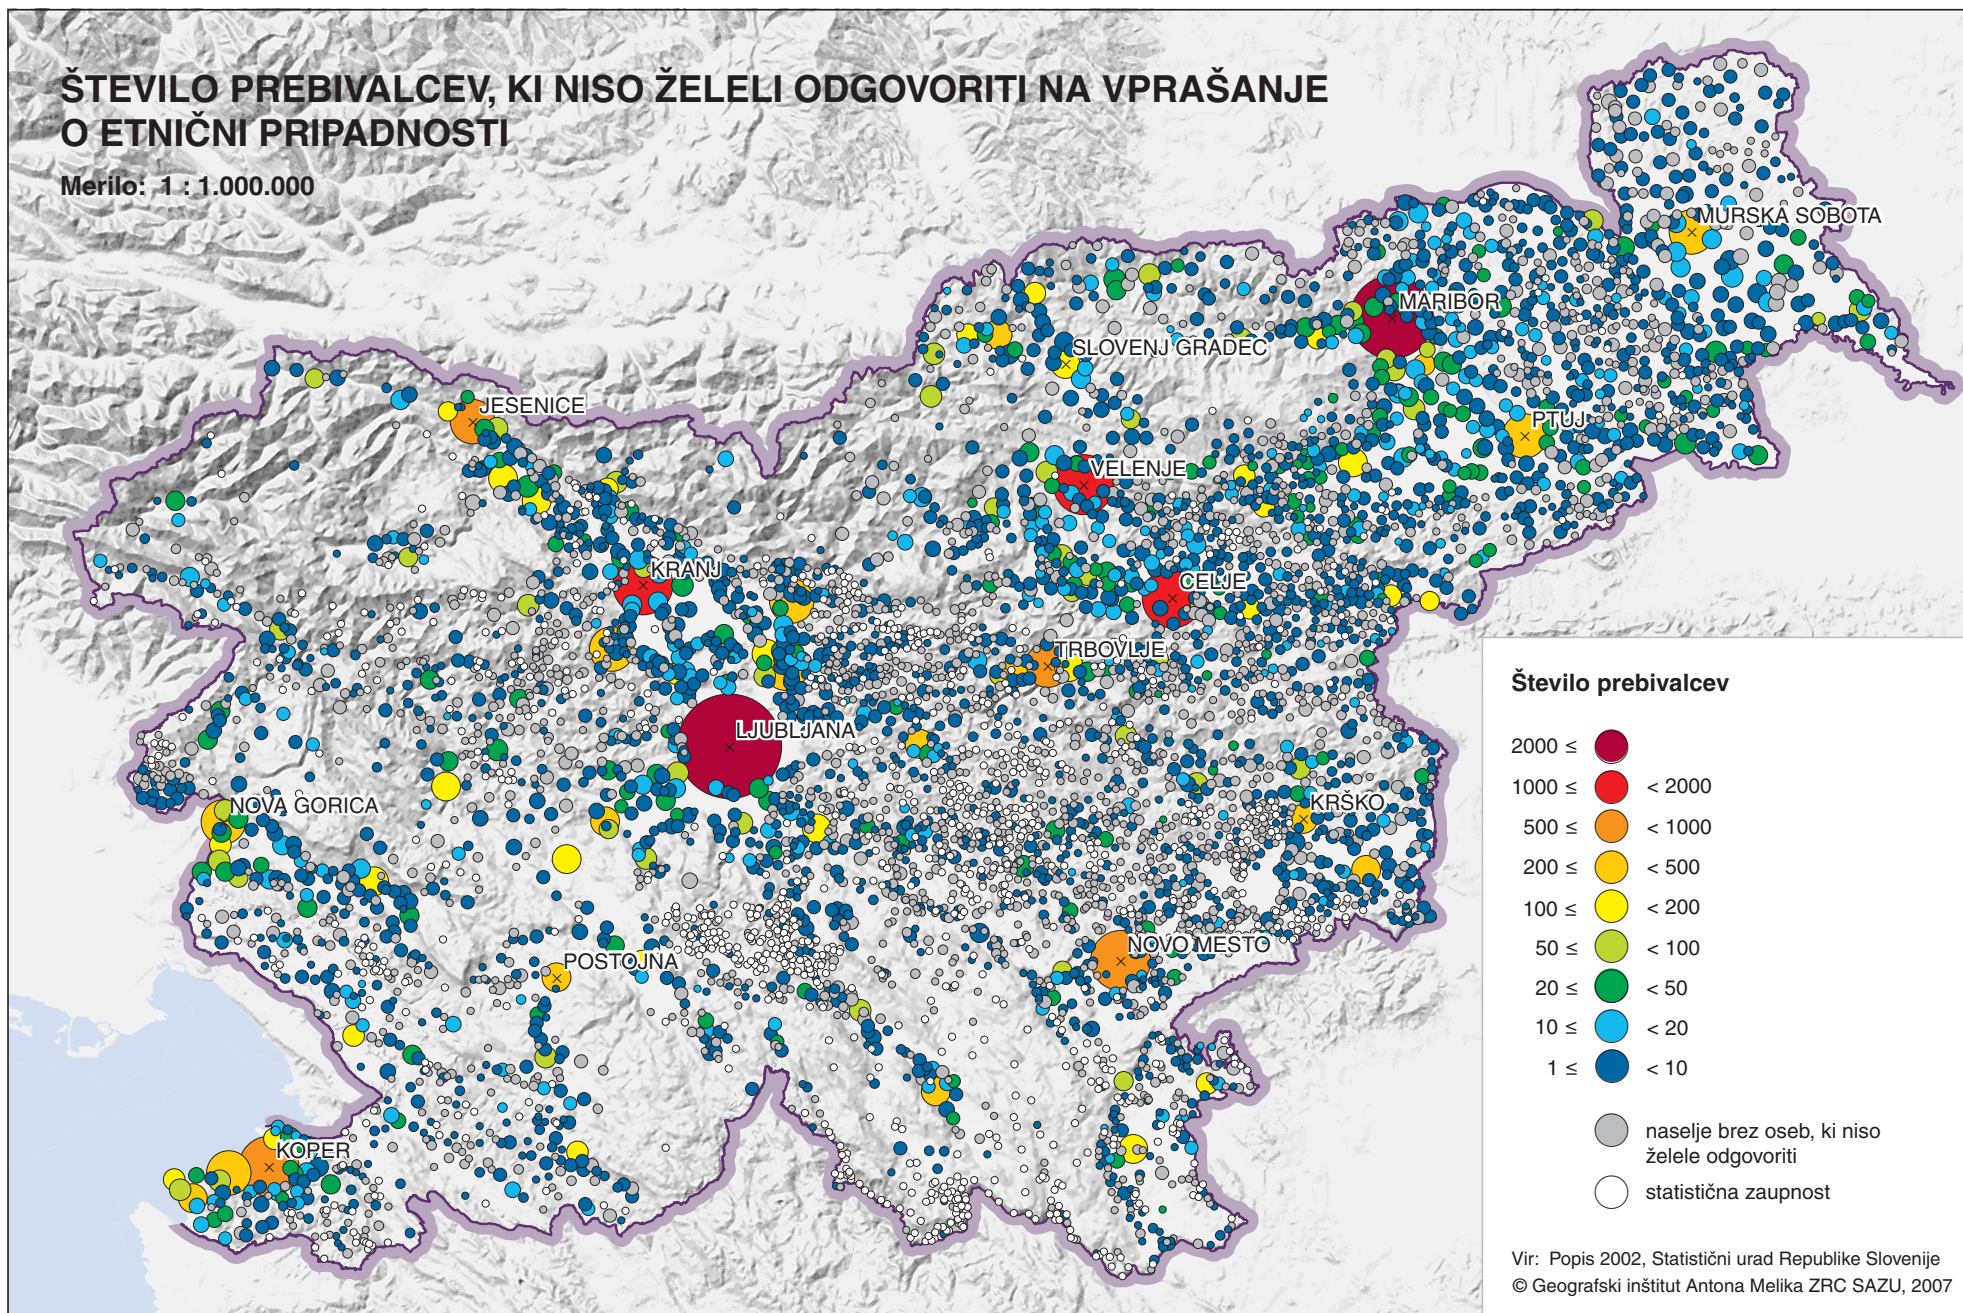 ŠTEVILO PREBIVALCEV, KI NISO ŽELELI ODGOVORITI NA VPRAŠANJE
O ETNIČNI PRIPADNOSTI
Merilo: 1 : 1.000.000
MURSKA SOBOTA
MARIBOR
SLOVENJ GRADEC
JESENICE
PTUJ
VELENJE
KRANJ
CELJE
TRBOVLJE
LJUBLJANA
NOVA GORICA
KRŠKO
NOVO MESTO
POSTOJNA
KOPER
Število prebivalcev
2000 ≤
1000 ≤ < 2000
500 ≤ < 1000
200 ≤ < 500
100 ≤ < 200
50 ≤ < 100
20 ≤ < 50
10 ≤ < 20
1 ≤ < 10
naselje brez oseb, ki niso
želele odgovoriti
statistična zaupnost
Vir: Popis 2002, Statistični urad Republike Slovenije
© Geografski inštitut Antona Melika ZRC SAZU, 2007